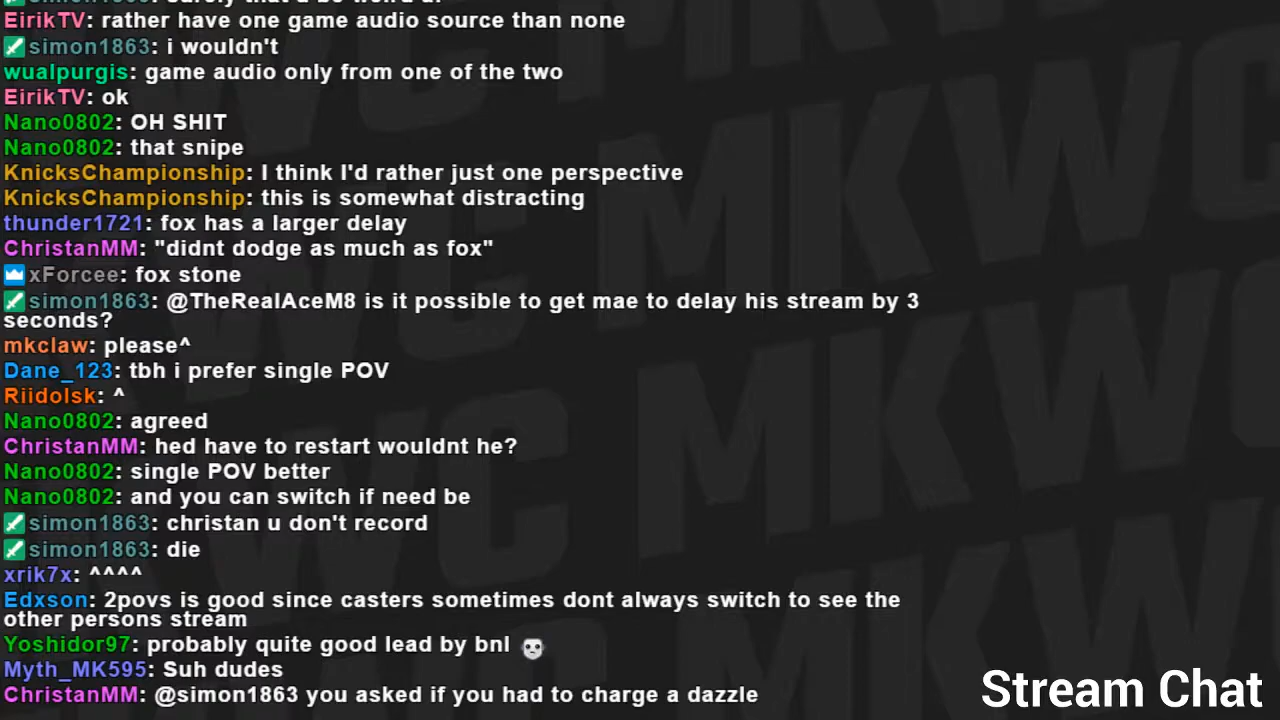 EirikTV: rather have one game audio source than none
simon1863: i wouldn't
wualpurgis: game audio only from one of the two
EirikTV: ok
Nano0802: OH SHIT
Nano0802: that snipe
KnicksChampionship: I think I'd rather just one perspective
KnicksChampionship: this is somewhat distracting
thunder1721: fox has a larger delay
ChristanMM: "didnt dodge as much as fox"
xForcee: fox stone
simon1863: @TheRealAceM8 is it possible to get mae to delay his stream by 3
seconds?
mkclaw: please^
Dane_123: tbh i prefer single POV
Riidolsk: ^
Nano0802: agreed
ChristanMM: hed have to restart wouldnt he?
Nano0802: single POV better
Nano0802: and you can switch if need be
simon1863: christan u don't record
simon1863: die
xrik7x: ^^^^
Edxson: 2povs is good since casters sometimes dont always switch to see the
other persons stream
Yoshidor97: probably quite good lead by bnl
Myth_MK595: Suh dudes
ChristanMM: @simon1863 you asked if you had to charge a dazzle
Stream Chat
MKWC